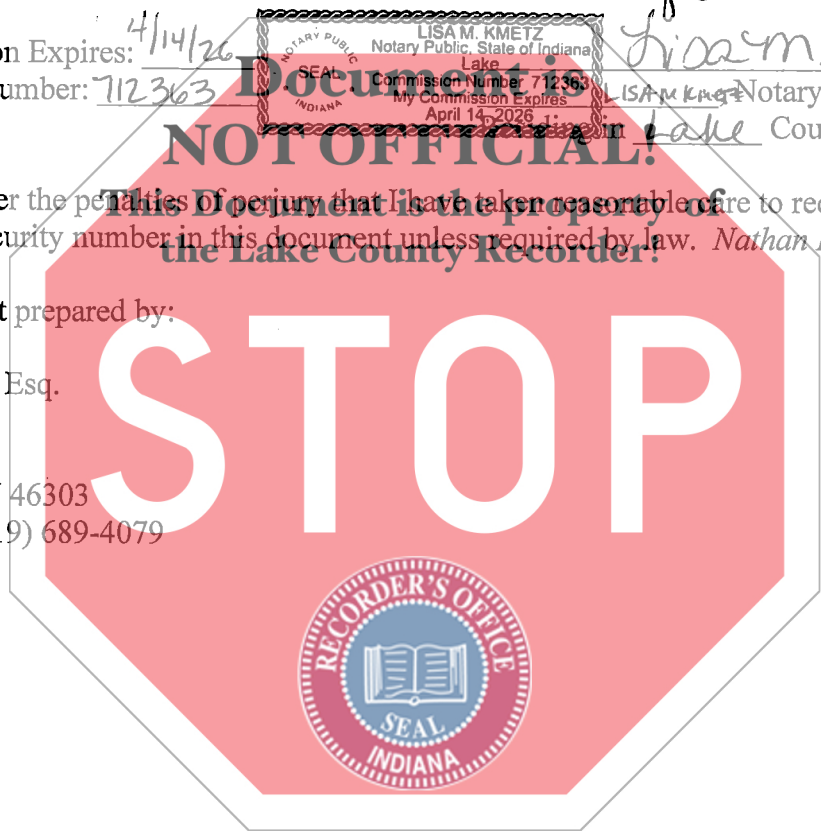 on Expires: 4/14/26
umber: 712363
NOTARY PUBLIC
SEAL
INDIANA
LISA M. KMETZ
Notary Public, State of Indiana
Lake
Commission Number 712363
My Commission Expires
April 14, 2026
Lisa M.
LISA M KMETZ Notary
in Lake Cou
Document is
NOT OFFICIAL!
This Document is the property of
the Lake County Recorder!
er the penalties of perjury that I have taken reasonable care to rec
curity number in this document unless required by law. Nathan
t prepared by:
Esq.
46303
19) 689-4079
STOP
RECORDER'S OFFICE
SEAL
INDIANA